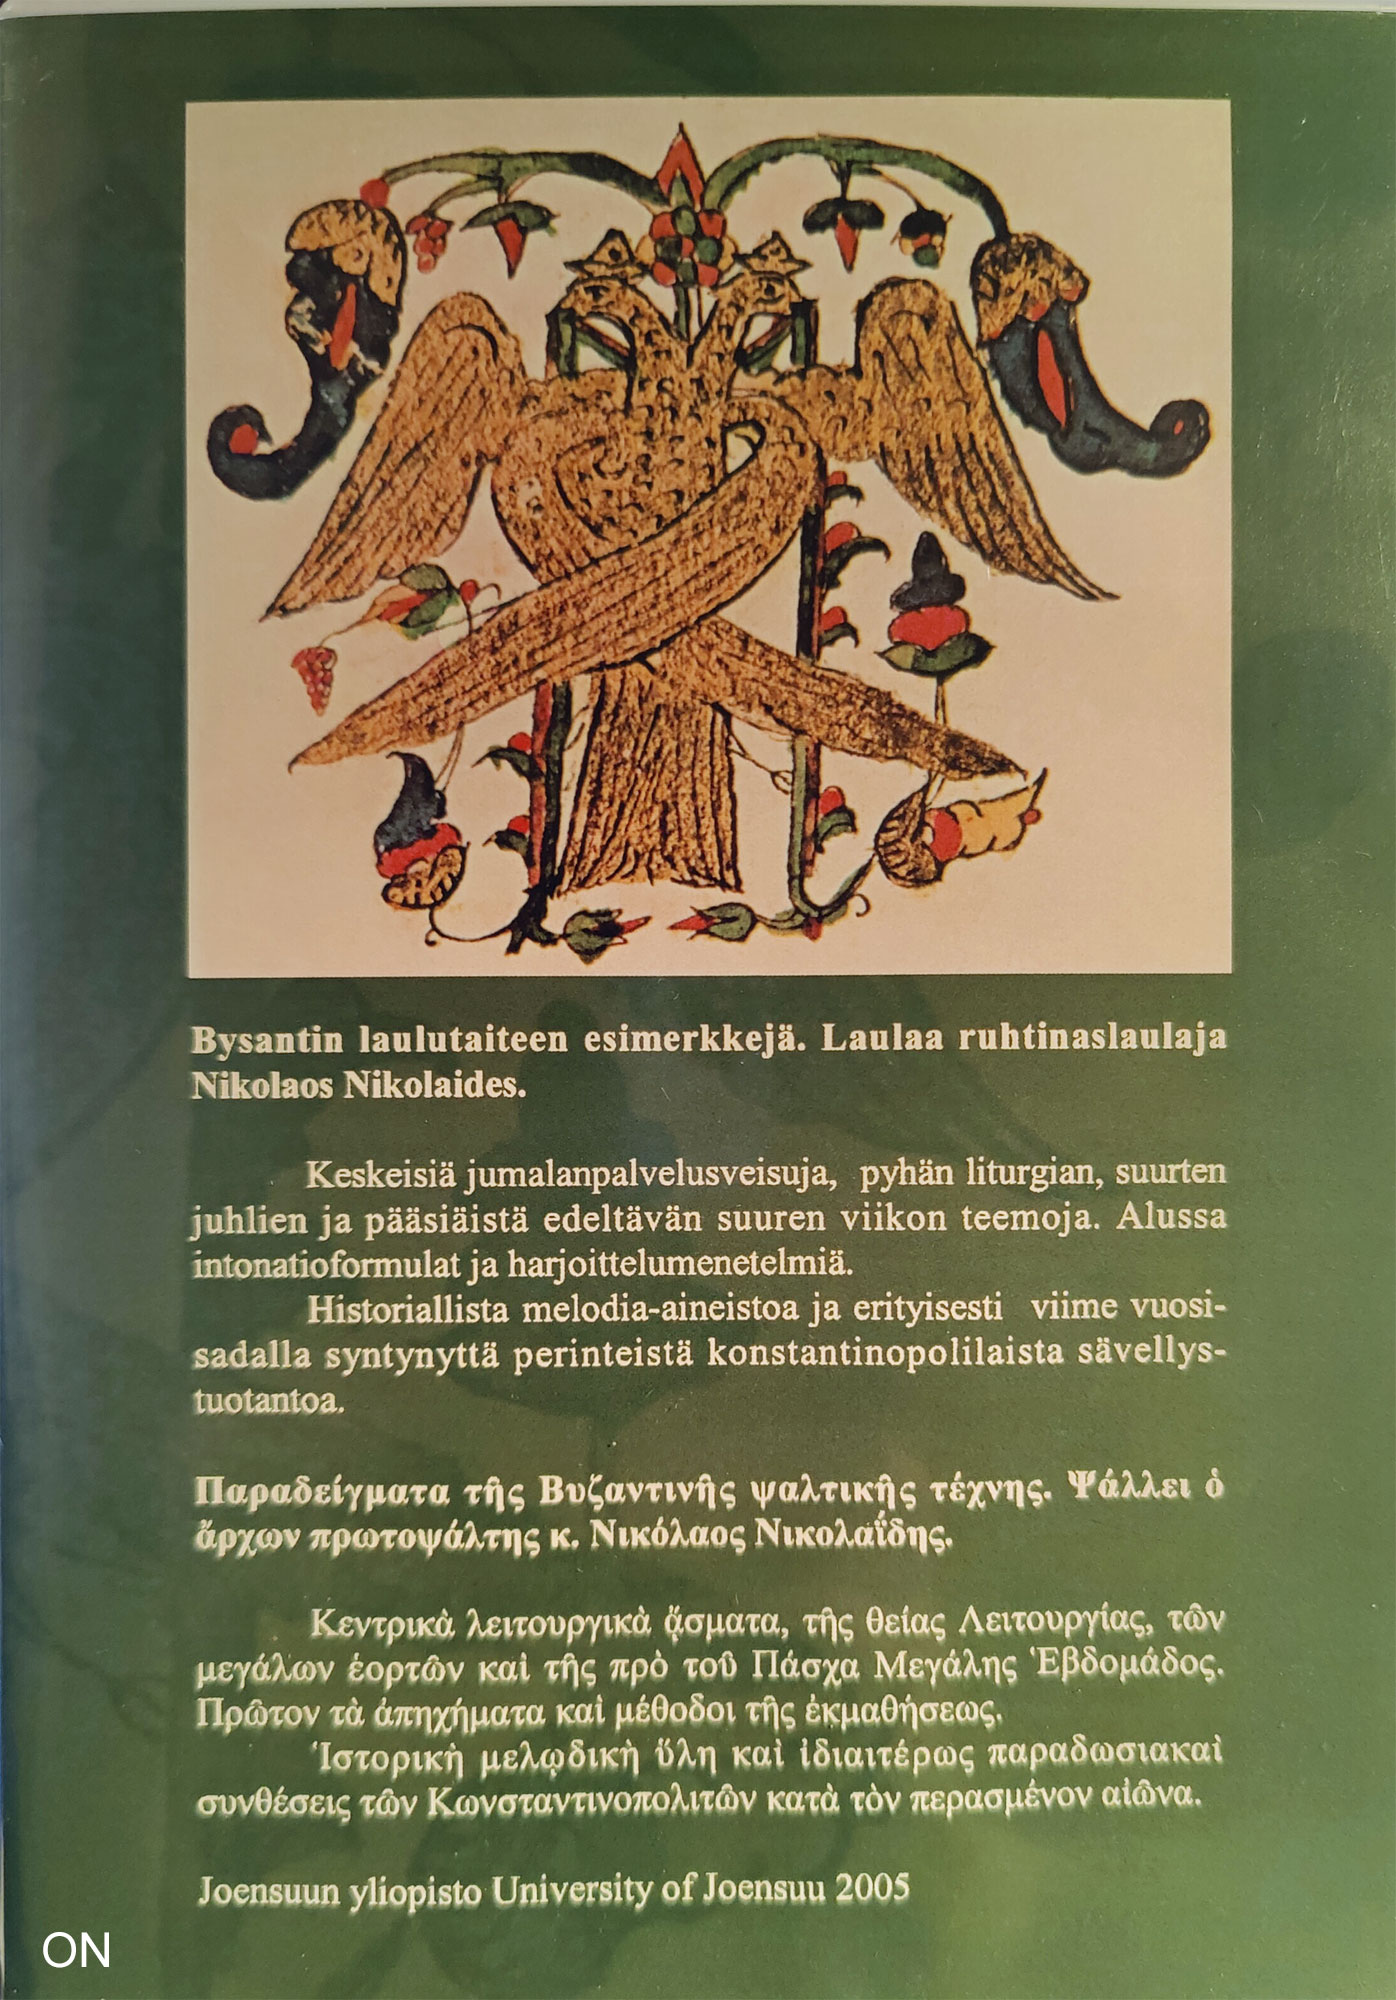 Bysantin laulutaiteen esimerkkejä. Laulaa ruhtinaslaulaja
Nikolaos Nikolaides.
Keskeisiä jumalanpalvelusveisuja, pyhän liturgian, suurten
juhlien ja pääsiäistä edeltävän suuren viikon teemoja. Alussa
intonatioformulat ja harjoittelumenetelmiä.
Historiallista melodia-aineistoa ja erityisesti viime vuosi-
sadalla syntynyttä perinteistä konstantinopolilaista sävellys-
tuotantoa.
Παραδείγματα τῆς Βυζαντινῆς ψαλτικῆς τέχνης. Ψάλλει ὁ
ἄρχων πρωτοψάλτης κ. Νικόλαος Νικολαΐδης.
Κεντρικὰ λειτουργικὰ ᾄσματα, τῆς θείας Λειτουργίας, τῶν
μεγάλων ἑορτῶν καὶ τῆς πρὸ τοῦ Πάσχα Μεγάλης Ἑβδομάδος.
Πρῶτον τὰ ἀπηχήματα καὶ μέθοδοι τῆς ἐκμαθήσεως.
Ἱστορικὴ μελῳδικὴ ὕλη καὶ ἰδιαιτέρως παραδωσιακαὶ
συνθέσεις τῶν Κωνσταντινοπολιτῶν κατὰ τὸν περασμένον αἰῶνα.
Joensuun yliopisto University of Joensuu 2005
ON